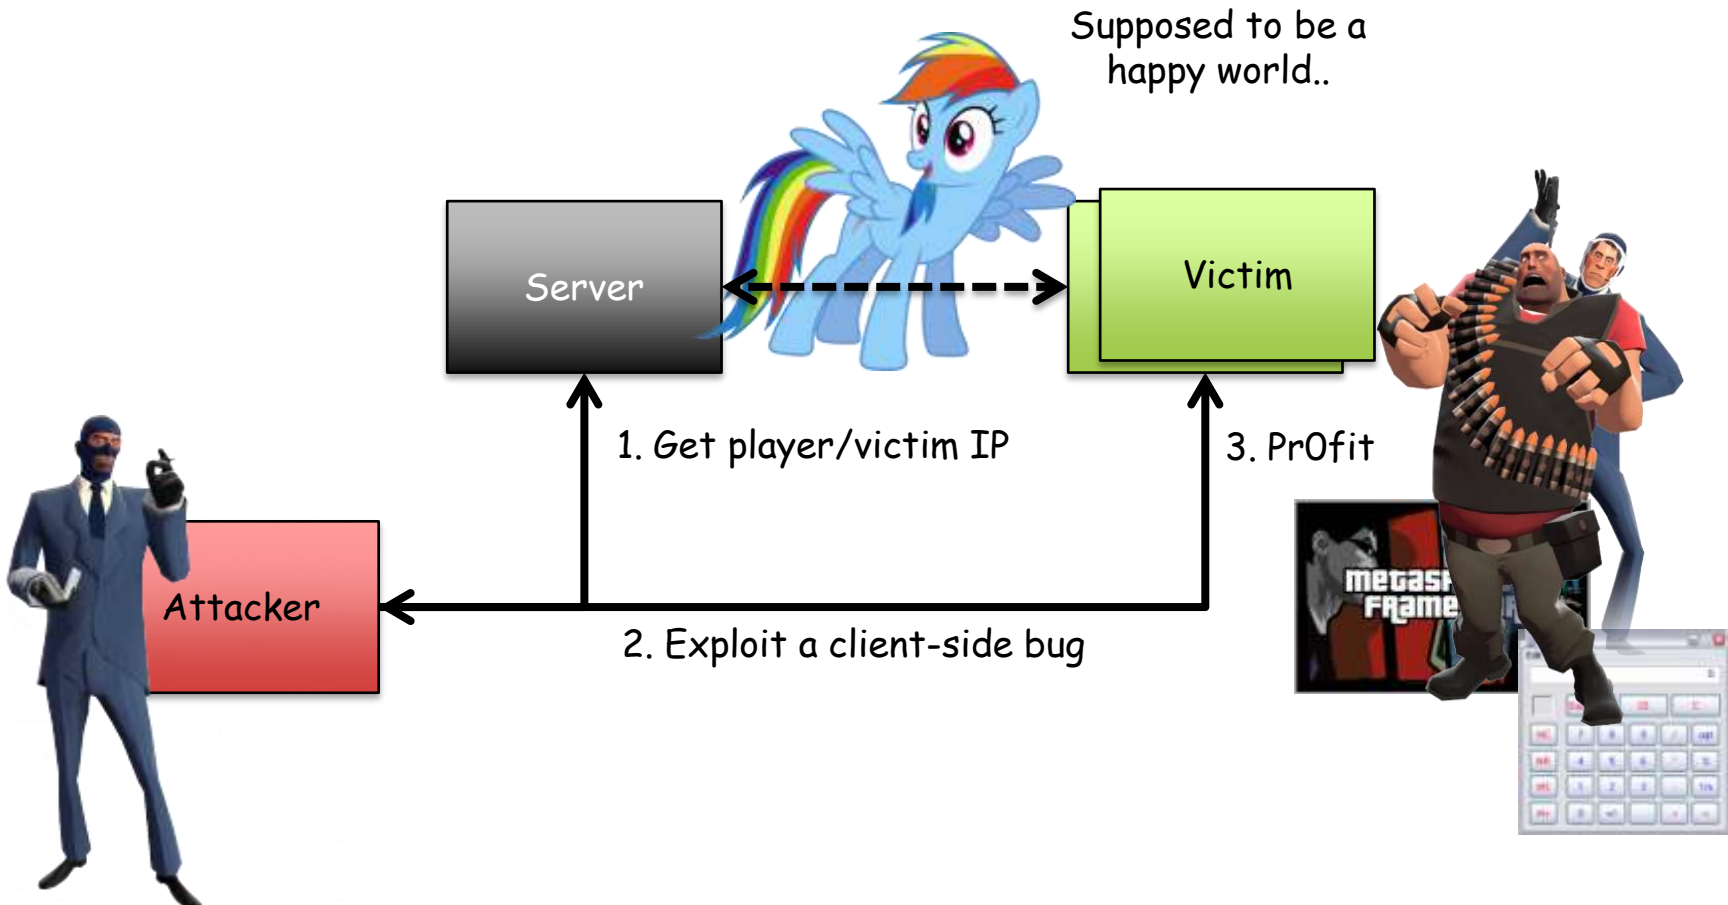 Supposed to be a
happy world..
Server
Victim
1. Get player/victim IP
3. Pr0fit
Attacker
2. Exploit a client-side bug